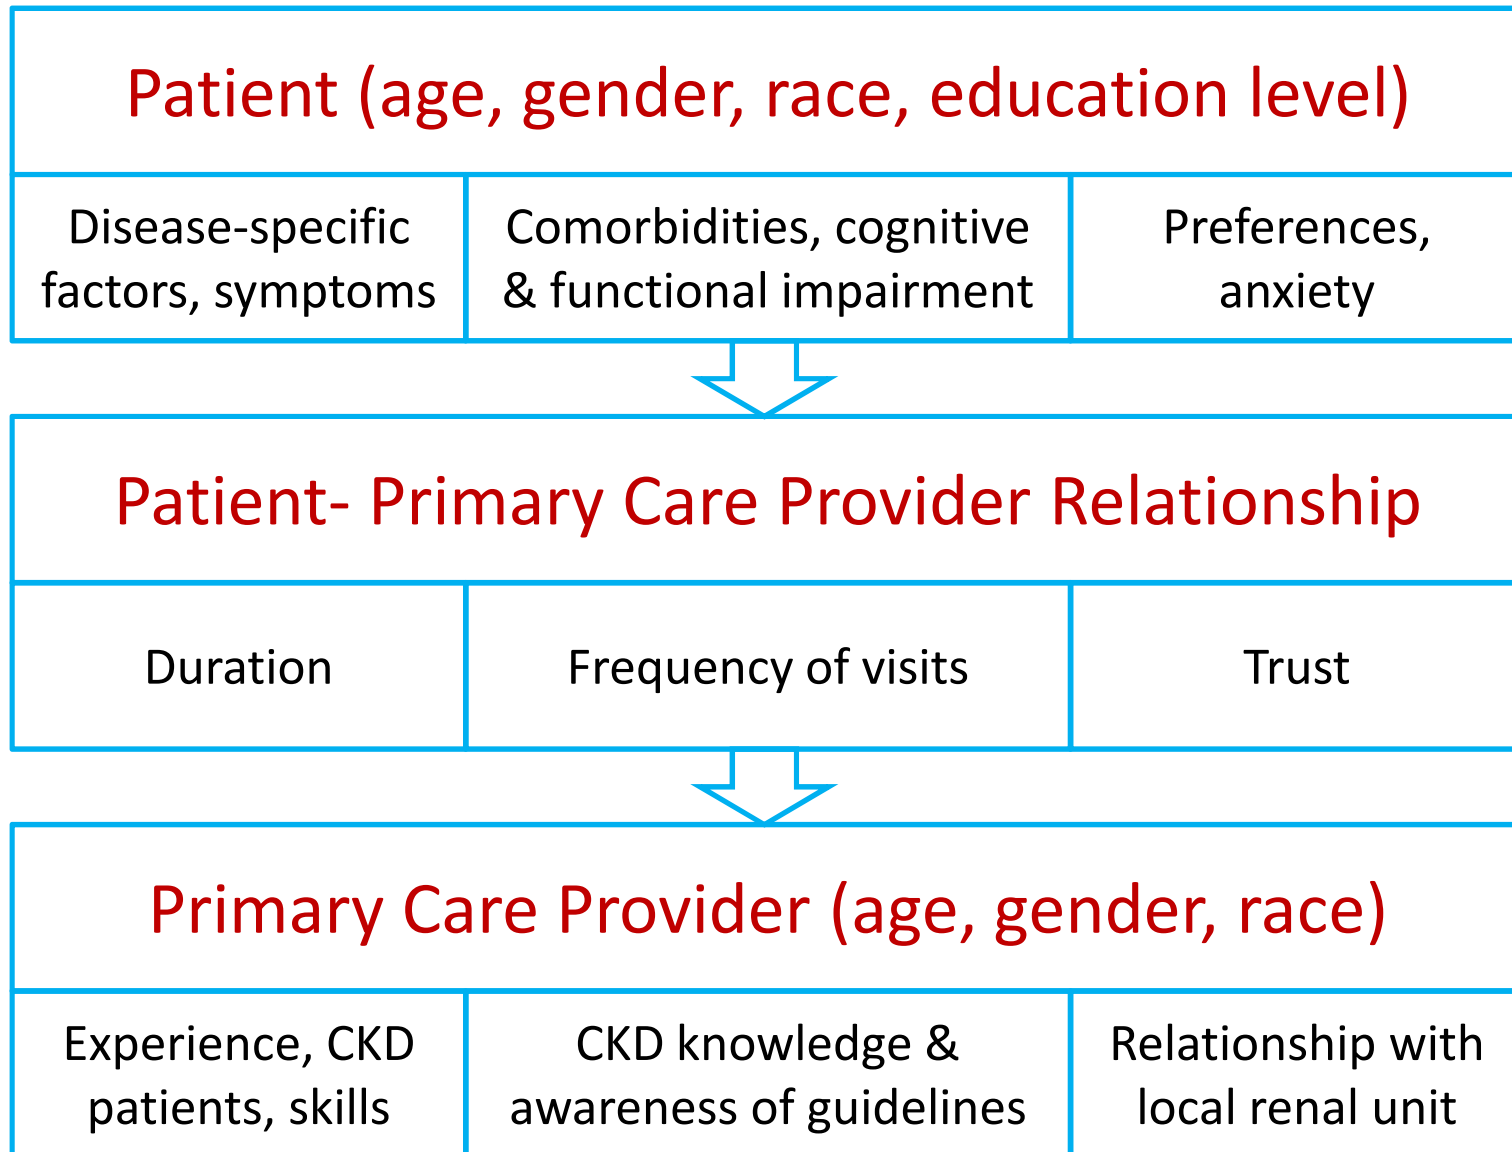 Patient (age, gender, race, education level)
Disease-specific
factors, symptoms
Comorbidities, cognitive
& functional impairment
Preferences,
anxiety
Patient- Primary Care Provider Relationship
Duration
Frequency of visits
Trust
Primary Care Provider (age, gender, race)
Experience, CKD
patients, skills
CKD knowledge &
awareness of guidelines
Relationship with
local renal unit